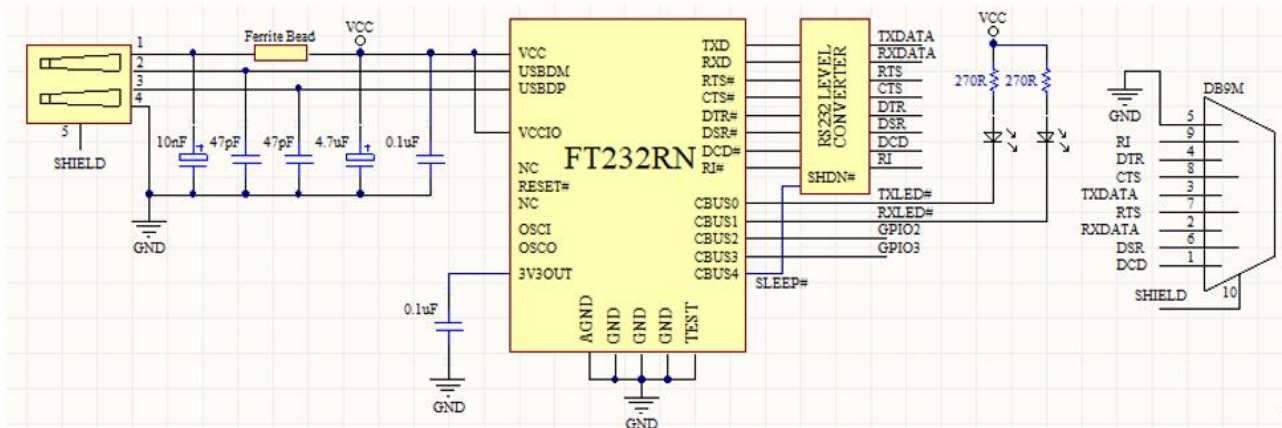 1
2
3
4
5
SHIELD
Ferrite Bead
VCC
10nF
47pF
47pF
4.7uF
0.1uF
GND
0.1uF
GND
VCC
USBDM
USBDP
VCCIO
NC
RESET#
NC
OSCI
OSCO
3V3OUT
FT232RN
TXD
RXD
RTS#
CTS#
DTR#
DSR#
DCD#
RI#
CBUS0
CBUS1
CBUS2
CBUS3
CBUS4
AGND
GND
GND
GND
TEST
GND
RS232 LEVEL
CONVERTER
SHDN#
TXDATA
RXDATA
RTS
CTS
DTR
DSR
DCD
RI
TXLED#
RXLED#
GPIO2
GPIO3
SLEEP#
VCC
270R
270R
GND
DB9M
5
RI 9
DTR 4
CTS 8
TXDATA 3
RTS 7
RXDATA 2
DSR 6
DCD 1
SHIELD 10